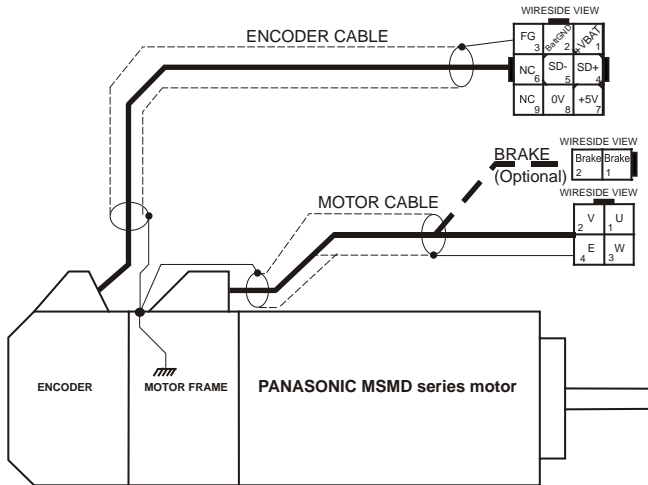 WIRESIDE VIEW
ENCODER CABLE
FG BattGND +VBAT
3 2 1
NC SD- SD+
6 5 4
NC 0V +5V
9 8 7
WIRESIDE VIEW
BRAKE
(Optional)
Brake Brake
2 1
WIRESIDE VIEW
MOTOR CABLE
V U
2 1
E W
4 3
ENCODER
MOTOR FRAME
PANASONIC MSMD series motor